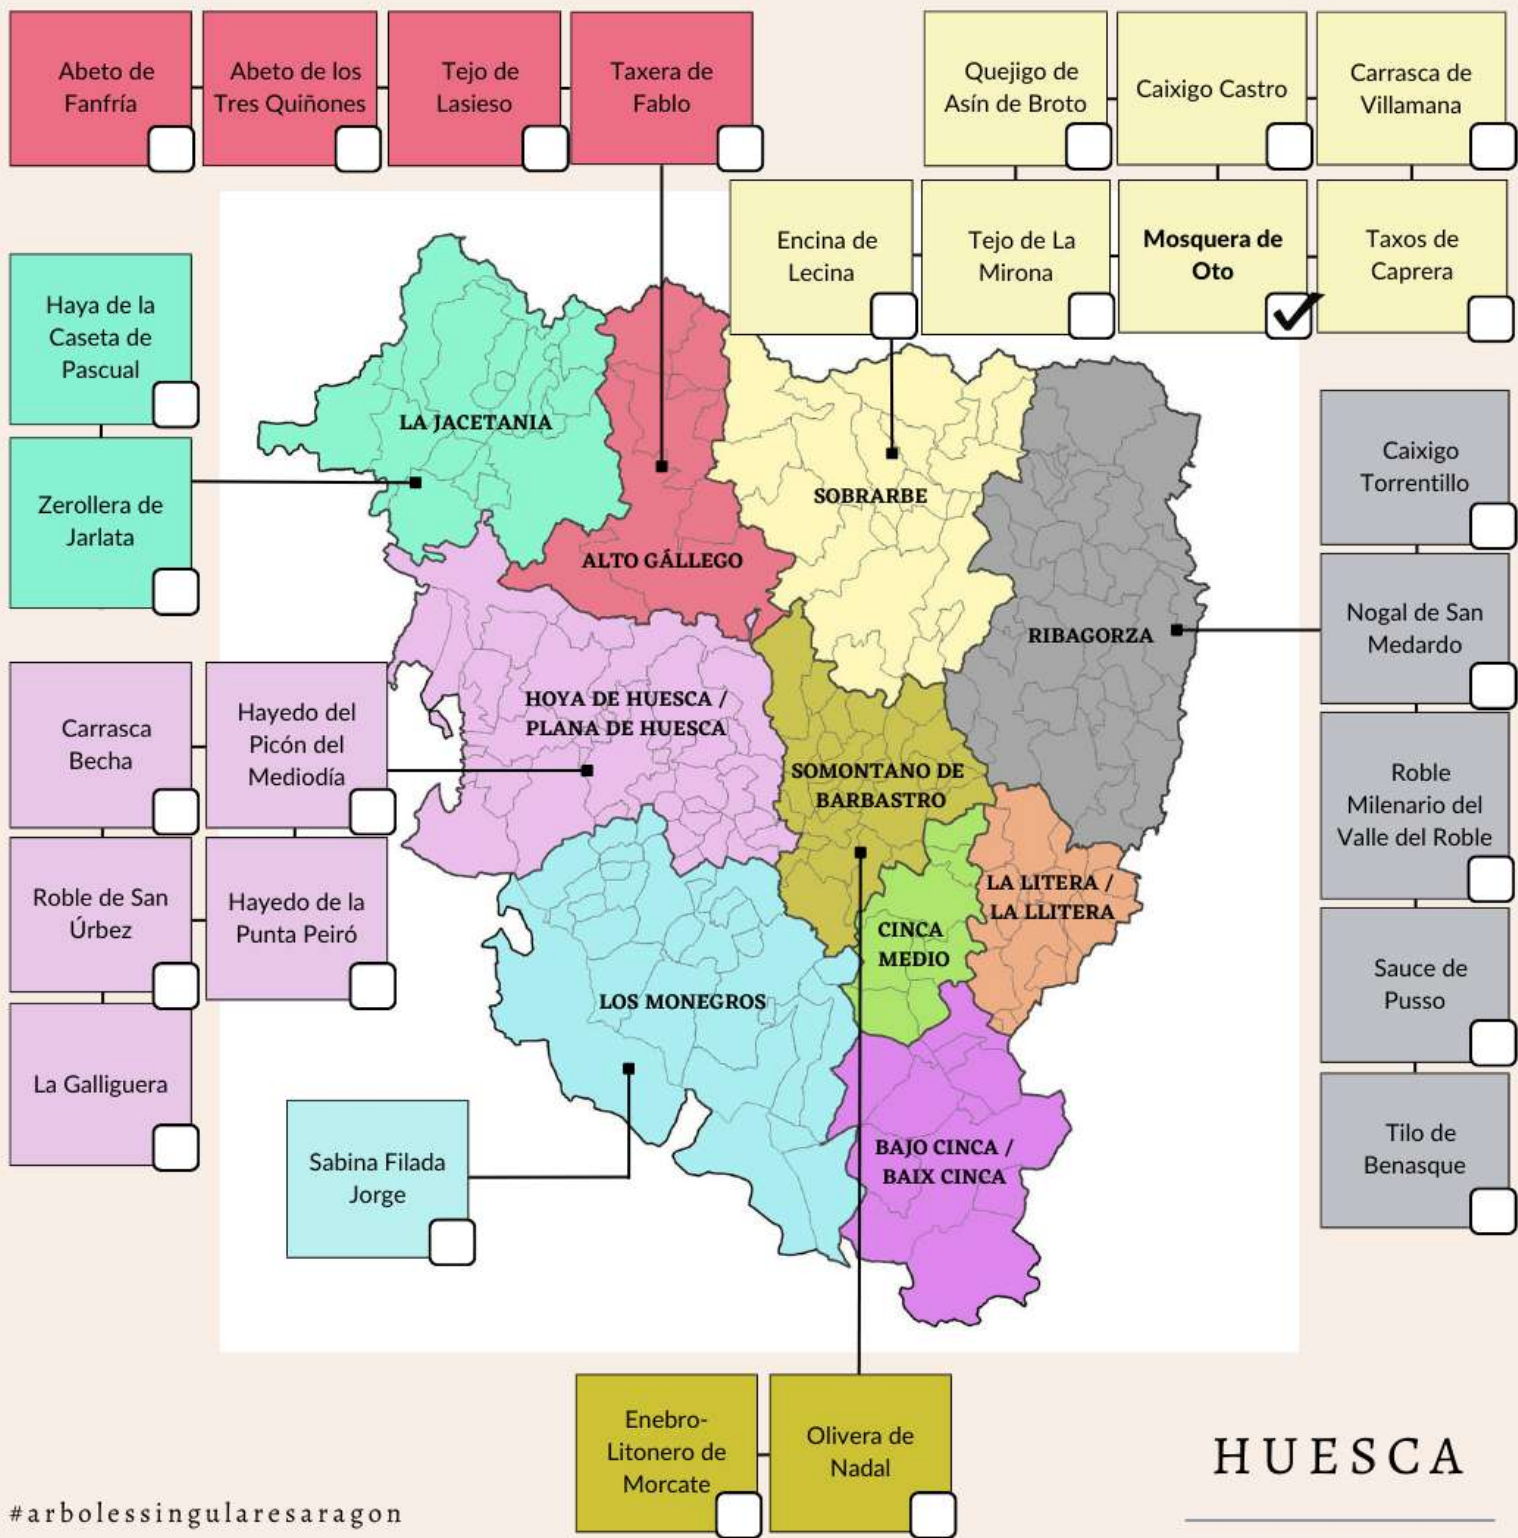 Abeto de
Fanfría
Abeto de los
Tres Quiñones
Tejo de
Lasieso
Taxera de
Fablo
Quejigo de
Asín de Broto
Caixigo Castro
Carrasca de
Villamana
Encina de
Lecina
Tejo de La
Mirona
Mosquera de
Oto
Taxos de
Caprera
Haya de la
Caseta de
Pascual
Zerollera de
Jarlata
LA JACETANIA
ALTO GÁLLEGO
SOBRARBE
RIBAGORZA
Caixigo
Torrentillo
Nogal de San
Medardo
Roble
Milenario del
Valle del Roble
Sauce de
Pusso
Tilo de
Benasque
Carrasca
Becha
Hayedo del
Picón del
Mediodía
Roble de San
Úrbez
Hayedo de la
Punta Peiró
La Galliguera
HOYA DE HUESCA /
PLANA DE HUESCA
SOMONTANO DE
BARBASTRO
LA LITERA /
LA LLITERA
CINCA
MEDIO
LOS MONEGROS
BAJO CINCA /
BAIX CINCA
Sabina Filada
Jorge
Enebro-
Litonero de
Morcate
Olivera de
Nadal
HUESCA
#arbolessingularesaragon